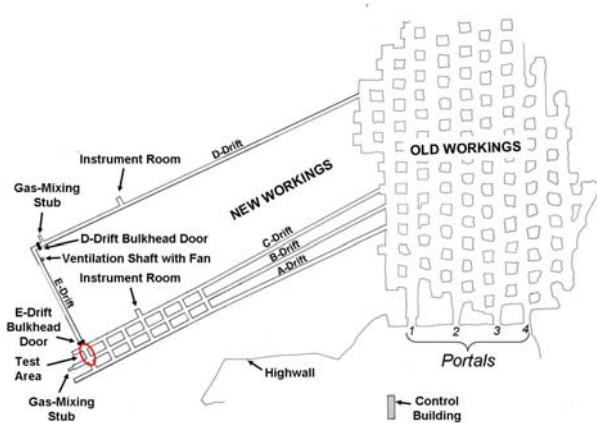 Instrument Room
D-Drift
OLD WORKINGS
Gas-Mixing
Stub
NEW WORKINGS
D-Drift Bulkhead Door
Ventilation Shaft with Fan
C-Drift
B-Drift
A-Drift
E-Drift
Instrument Room
E-Drift
Bulkhead
Door
Test
Area
Gas-Mixing
Stub
Highwall
1 2 3 4
Portals
Control
Building